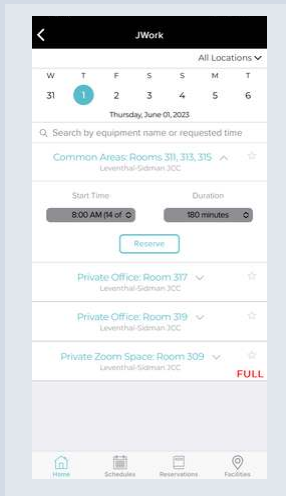 JWork
All Locations
W T F S S M T
31 1 2 3 4 5 6
Thursday, June 01, 2023
Search by equipment name or requested time
Common Areas: Rooms 311, 313, 315
Leventhal-Sidman JCC
Start Time Duration
8:00 AM (14 of 180 minutes
Reserve
Private Office: Room 317
Leventhal-Sidman JCC
Private Office: Room 319
Leventhal-Sidman JCC
Private Zoom Space: Room 309
Leventhal-Sidman JCC
FULL
Home Schedules Reservations Facilities